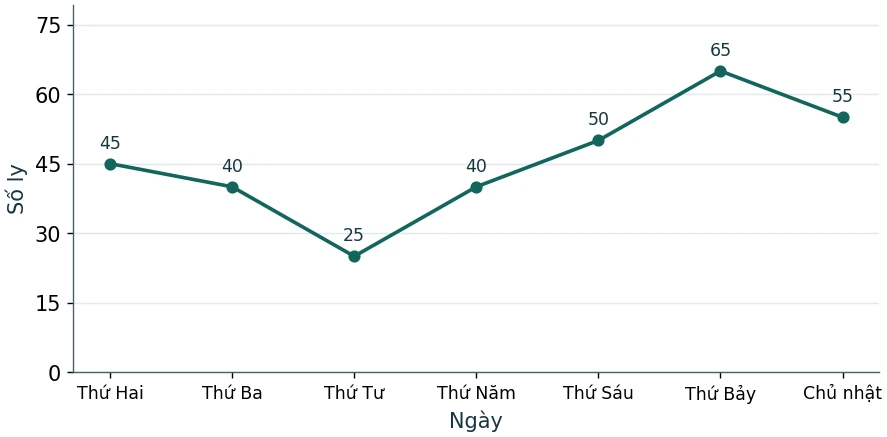 75
60
45
30
15
0
Số ly
45
40
25
40
50
65
55
Thứ Hai
Thứ Ba
Thứ Tư
Thứ Năm
Thứ Sáu
Thứ Bảy
Chủ nhật
Ngày